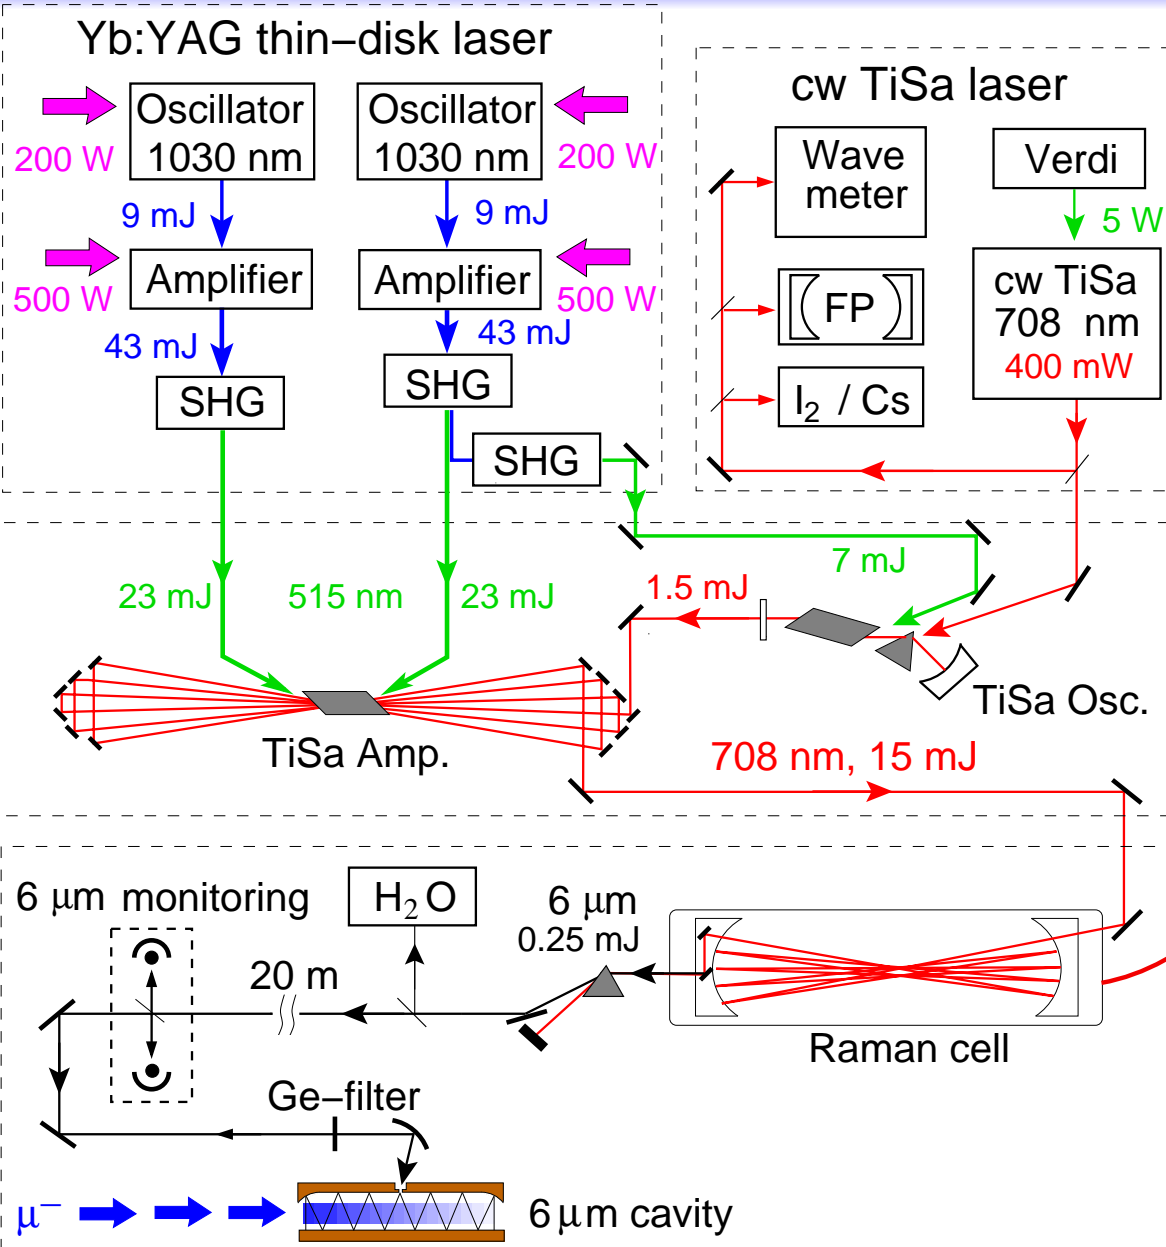 Yb:YAG thin−disk laser
Oscillator
1030 nm
200 W
9 mJ
Amplifier
500 W
43 mJ
SHG
Oscillator
1030 nm
200 W
9 mJ
Amplifier
500 W
43 mJ
SHG
SHG
cw TiSa laser
Wave
meter
Verdi
5 W
FP
cw TiSa
708 nm
400 mW
I₂ / Cs
23 mJ
515 nm
23 mJ
7 mJ
1.5 mJ
TiSa Osc.
TiSa Amp.
708 nm, 15 mJ
6 μm monitoring
H₂O
6 μm
0.25 mJ
20 m
Raman cell
Ge−filter
μ⁻
6 μm cavity